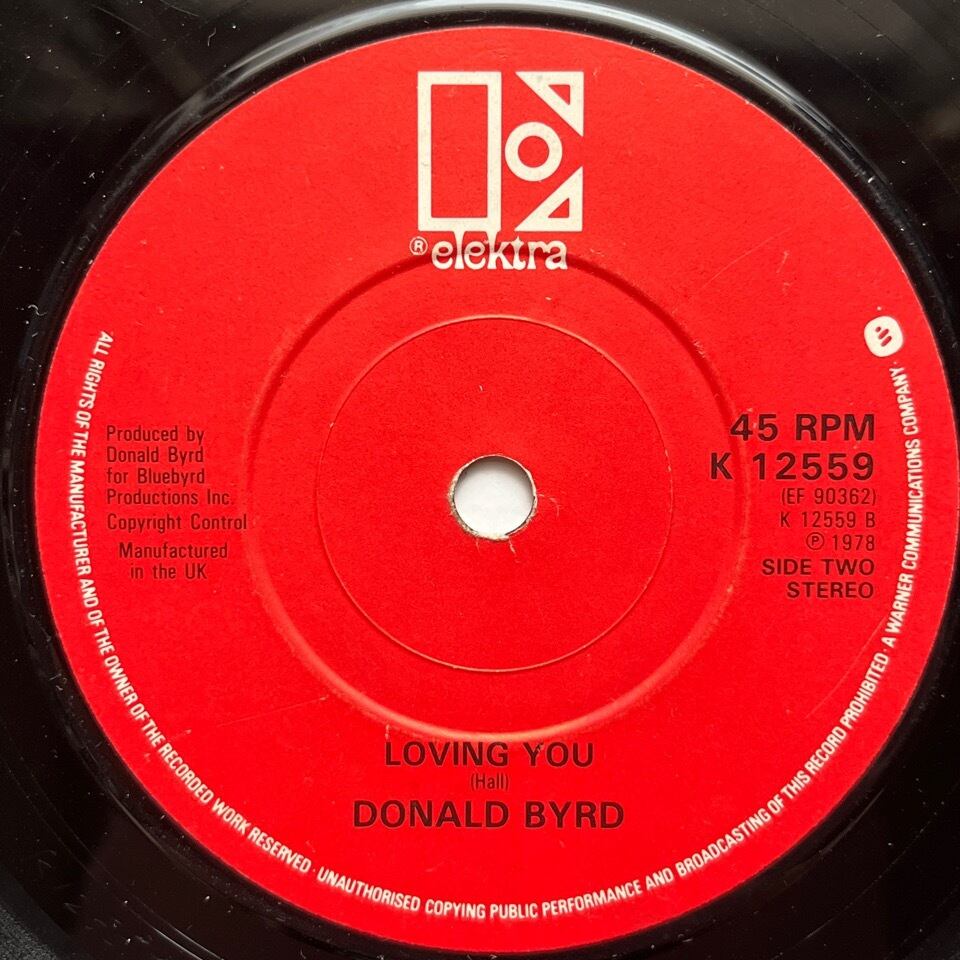 ® elektra
45 RPM
K 12559
(EF 90362)
K 12559 B
℗ 1978
SIDE TWO
STEREO
Produced by
Donald Byrd
for Bluebyrd
Productions Inc.
Copyright Control
Manufactured
in the UK
LOVING YOU
(Hall)
DONALD BYRD
ALL RIGHTS OF THE MANUFACTURER AND OF THE OWNER OF THE RECORDED WORK RESERVED · UNAUTHORISED COPYING PUBLIC PERFORMANCE AND BROADCASTING OF THIS RECORD PROHIBITED · A WARNER COMMUNICATIONS COMPANY ·